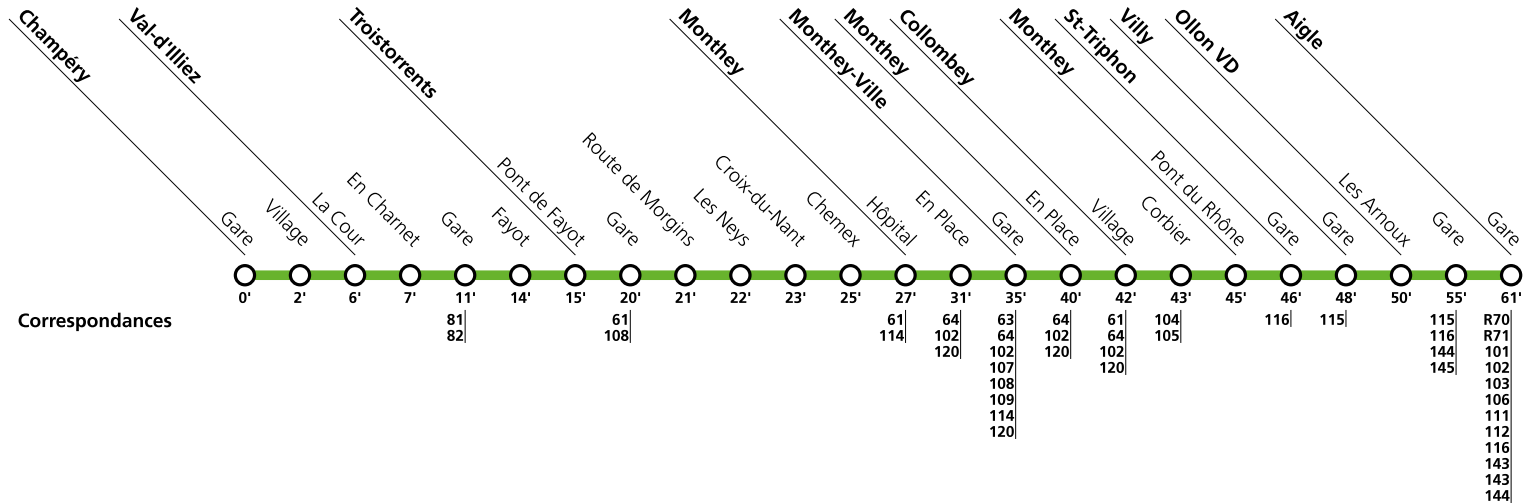 Champéry
Val-d'Illiez
Troistorrents
Monthey
Monthey-Ville
Monthey
Collombey
Monthey
St-Triphon
Villy
Ollon VD
Aigle
Gare
Village
La Cour
En Charnet
Gare
Fayot
Pont de Fayot
Gare
Route de Morgins
Les Neys
Croix-du-Nant
Chemex
Hôpital
En Place
Gare
En Place
Village
Corbier
Pont du Rhône
Gare
Gare
Les Arnoux
Gare
Gare
0' 2' 6' 7' 11' 14' 15' 20' 21' 22' 23' 25' 27' 31' 35' 40' 42' 43' 45' 46' 48' 50' 55' 61'
Correspondances
81
82
61
108
61
114
64
102
120
63
64
102
107
108
109
114
120
64
102
120
61
64
102
120
104
105
116
115
115
116
144
145
R70
R71
101
102
103
106
111
112
116
143
143
144